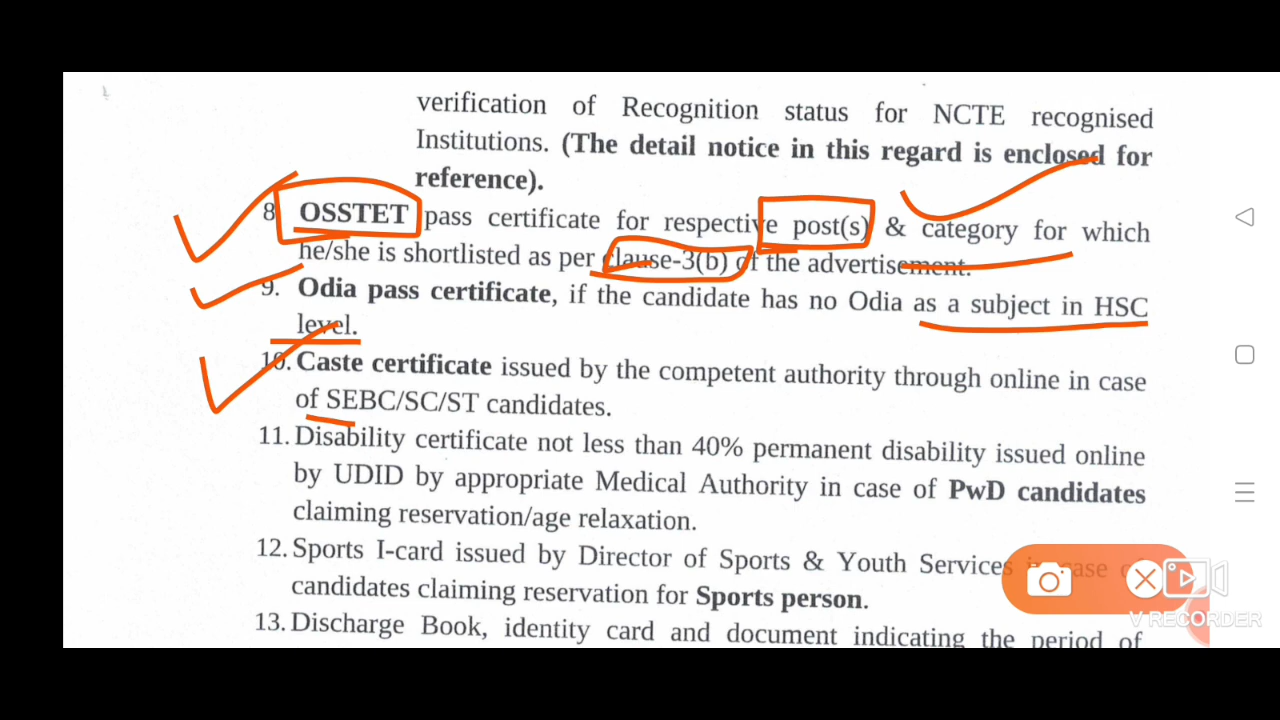 verification of Recognition status for NCTE recognised
Institutions. (The detail notice in this regard is enclosed for
reference).
8 OSSTET pass certificate for respective post(s) & category for which
he/she is shortlisted as per clause-3(b) of the advertisement.
9. Odia pass certificate, if the candidate has no Odia as a subject in HSC
level.
10. Caste certificate issued by the competent authority through online in case
of SEBC/SC/ST candidates.
11. Disability certificate not less than 40% permanent disability issued online
by UDID by appropriate Medical Authority in case of PwD candidates
claiming reservation/age relaxation.
12. Sports I-card issued by Director of Sports & Youth Services in case of
candidates claiming reservation for Sports person.
V RECORDER
13. Discharge Book, identity card and document indicating the period of